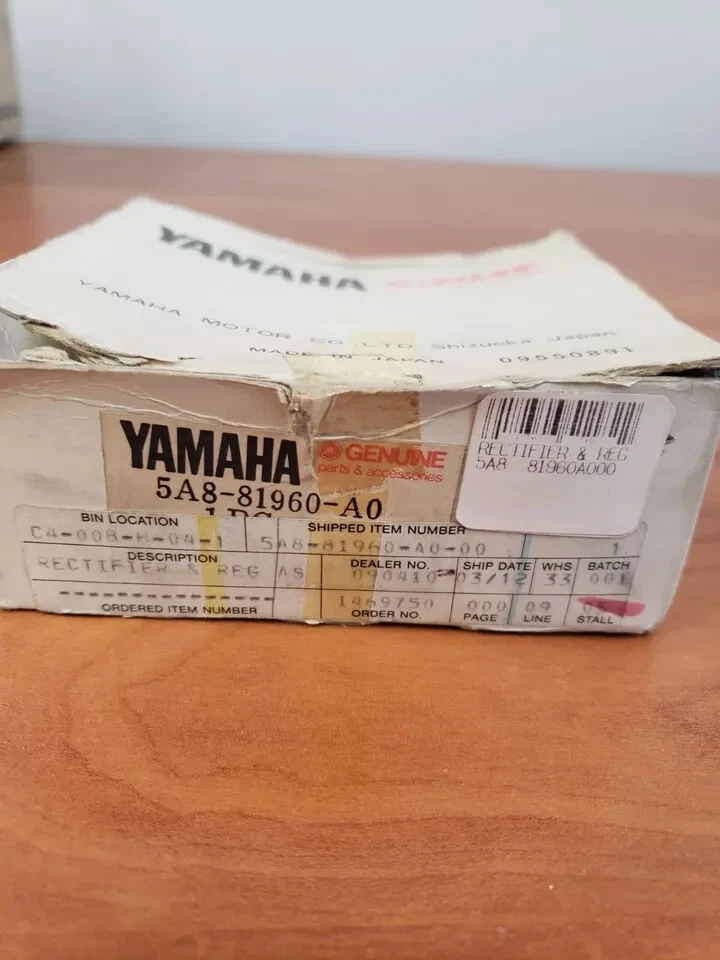 YAMAHA
YAMAHA MOTOR CO., LTD. Shizuoka Japan
MADE IN JAPAN 09550891
YAMAHA GENUINE
parts & accessories
5A8-81960-A0
RECTIFIER & REG
5A8 81960A000
BIN LOCATION SHIPPED ITEM NUMBER
C4-008-H-04-1 5A8-81960-A0-00 1
DESCRIPTION DEALER NO. SHIP DATE WHS BATCH
RECTIFIER & REG AS 090410 03/12 33 001
1469750 000 09
ORDERED ITEM NUMBER ORDER NO. PAGE LINE STALL